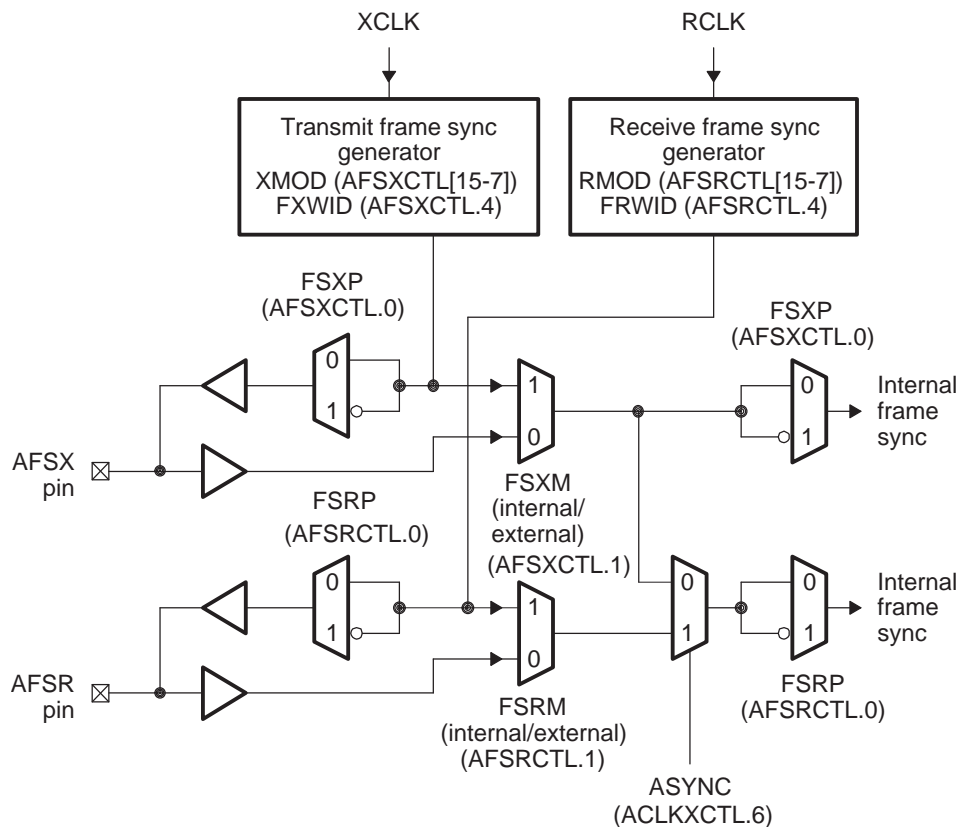 XCLK
RCLK
Transmit frame sync
generator
XMOD (AFSXCTL[15-7])
FXWID (AFSXCTL.4)
Receive frame sync
generator
RMOD (AFSRCTL[15-7])
FRWID (AFSRCTL.4)
FSXP
(AFSXCTL.0)
0
1
1
0
FSXM
(internal/
external)
(AFSXCTL.1)
FSXP
(AFSXCTL.0)
0
1
Internal
frame
sync
AFSX
pin
FSRP
(AFSRCTL.0)
0
1
1
0
FSRM
(internal/external)
(AFSRCTL.1)
0
1
ASYNC
(ACLKXCTL.6)
0
1
FSRP
(AFSRCTL.0)
Internal
frame
sync
AFSR
pin